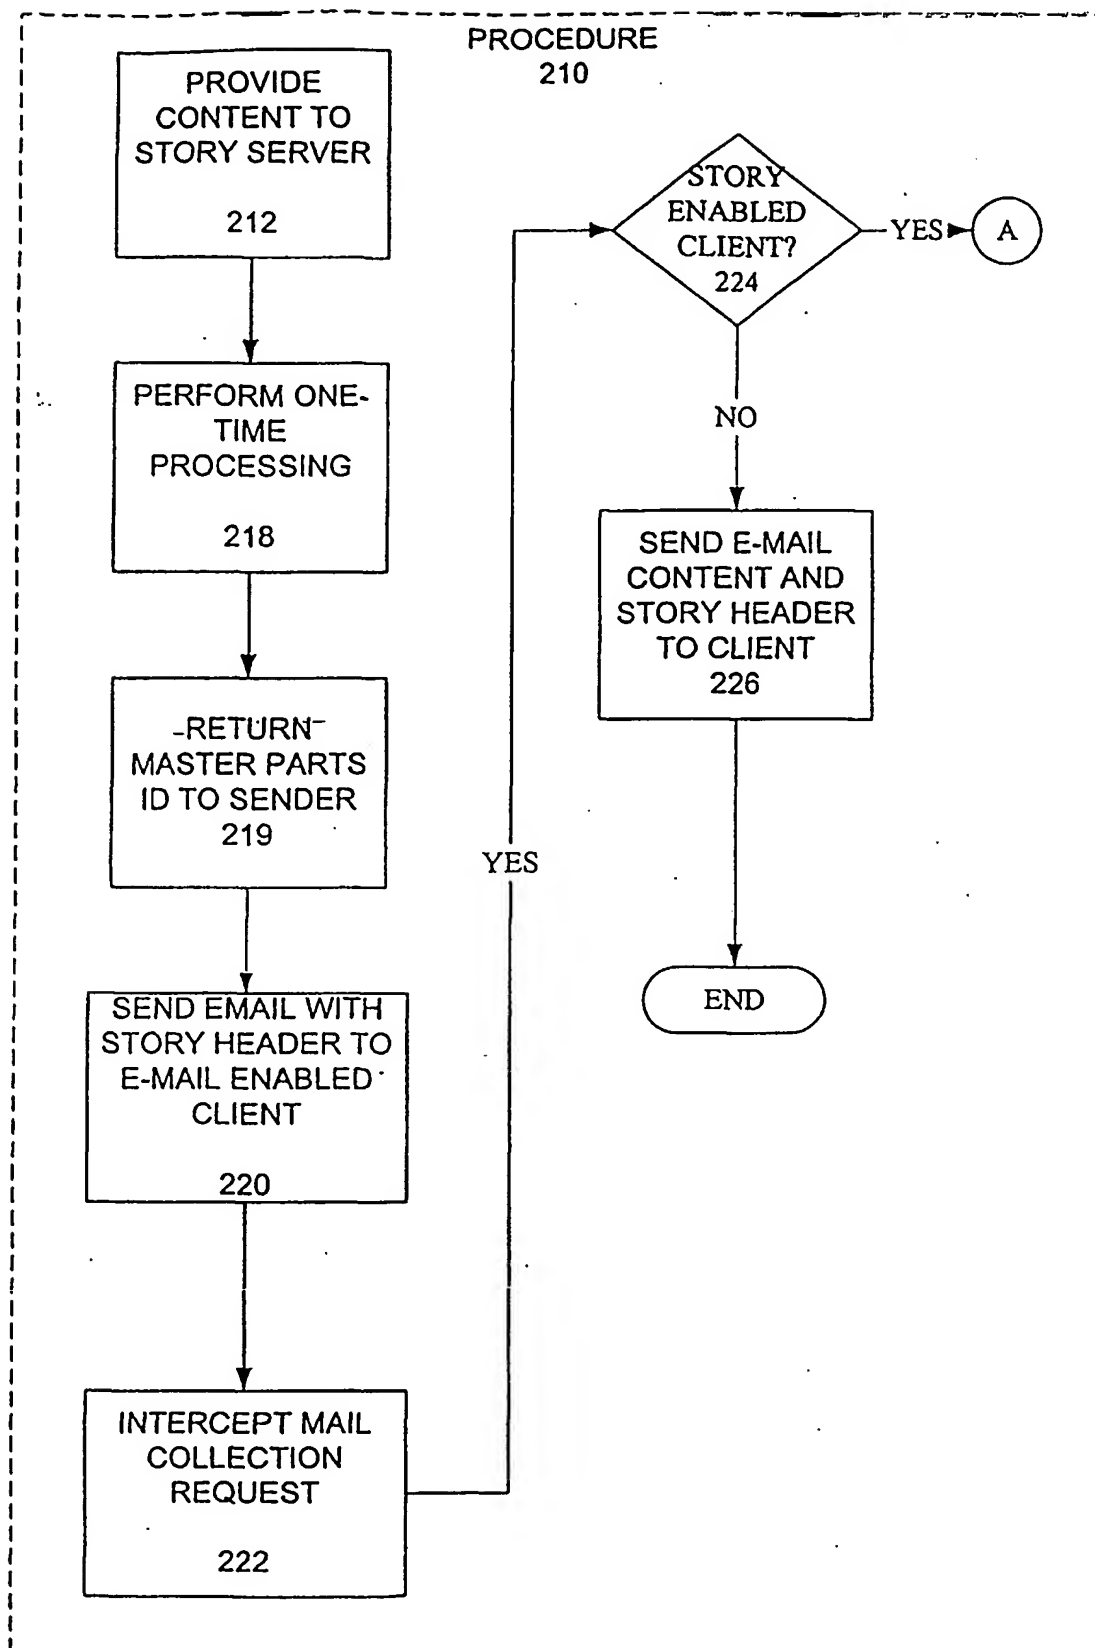 PROCEDURE
210
PROVIDE
CONTENT TO
STORY SERVER
212
PERFORM ONE-
TIME
PROCESSING
218
RETURN
MASTER PARTS
ID TO SENDER
219
SEND EMAIL WITH
STORY HEADER TO
E-MAIL ENABLED
CLIENT
220
INTERCEPT MAIL
COLLECTION
REQUEST
222
YES
STORY
ENABLED
CLIENT?
224
YES
A
NO
SEND E-MAIL
CONTENT AND
STORY HEADER
TO CLIENT
226
END